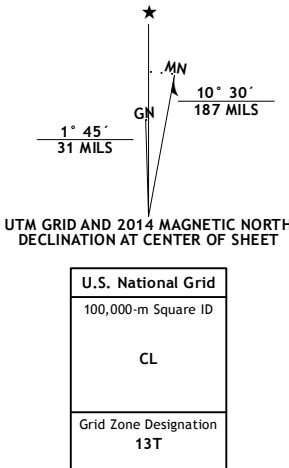 ★
MN
GN
10° 30´
187 MILS
1° 45´
31 MILS
UTM GRID AND 2014 MAGNETIC NORTH
DECLINATION AT CENTER OF SHEET
U.S. National Grid
100,000-m Square ID
CL
Grid Zone Designation
13T